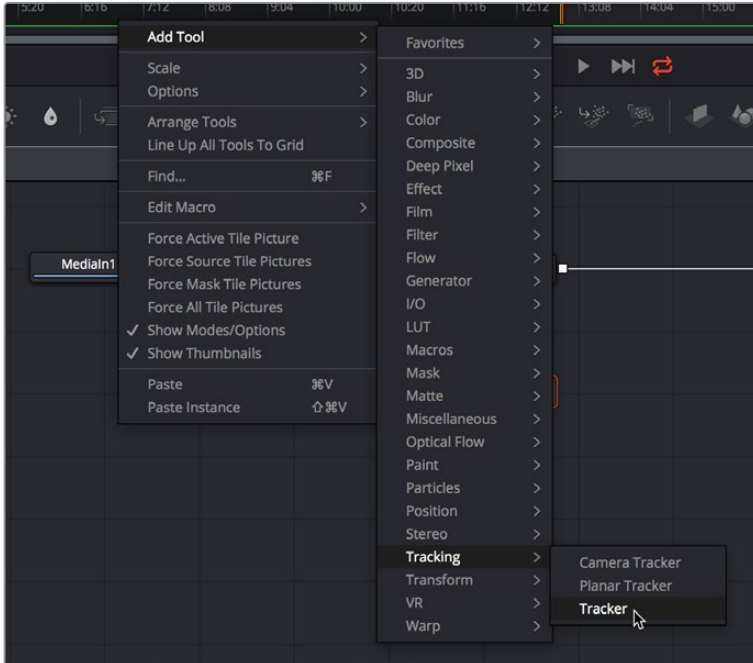 5:20 6:16 7:12 8:08 9:04 10:00 10:20 11:16 12:12 13:08 14:04 15:00
Add Tool
Scale
Options
Arrange Tools
Line Up All Tools To Grid
Find... ⌘F
Edit Macro
Force Active Tile Picture
Force Source Tile Pictures
Force Mask Tile Pictures
Force All Tile Pictures
✓ Show Modes/Options
✓ Show Thumbnails
Paste ⌘V
Paste Instance ⇧⌘V
MediaIn1
Favorites
3D
Blur
Color
Composite
Deep Pixel
Effect
Film
Filter
Flow
Generator
I/O
LUT
Macros
Mask
Matte
Miscellaneous
Optical Flow
Paint
Particles
Position
Stereo
Tracking
Transform
VR
Warp
Camera Tracker
Planar Tracker
Tracker